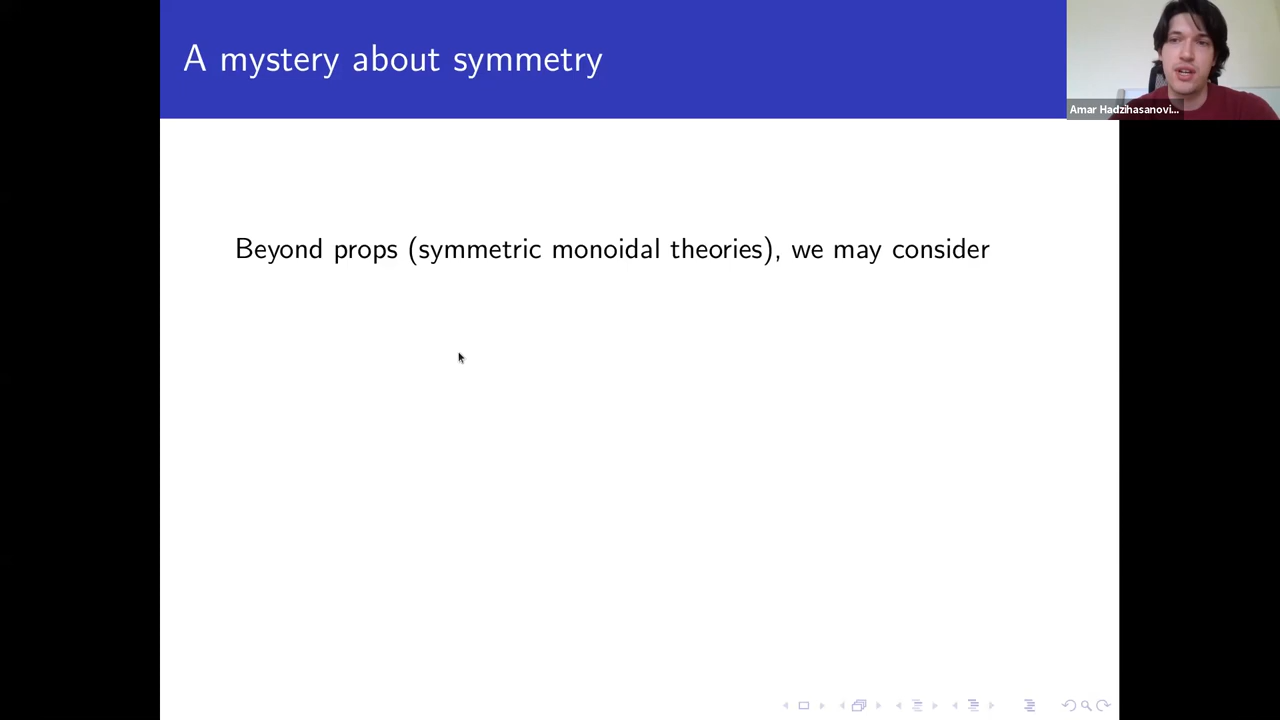 A mystery about symmetry
Amar Hadzihasanovi...
Beyond props (symmetric monoidal theories), we may consider